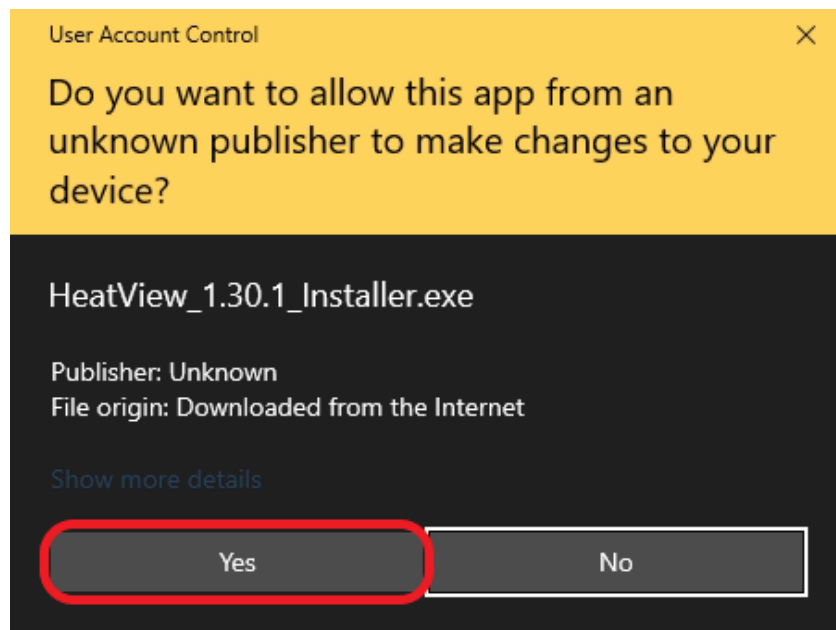 User Account Control
Do you want to allow this app from an
unknown publisher to make changes to your
device?
HeatView_1.30.1_Installer.exe
Publisher: Unknown
File origin: Downloaded from the Internet
Show more details
Yes
No